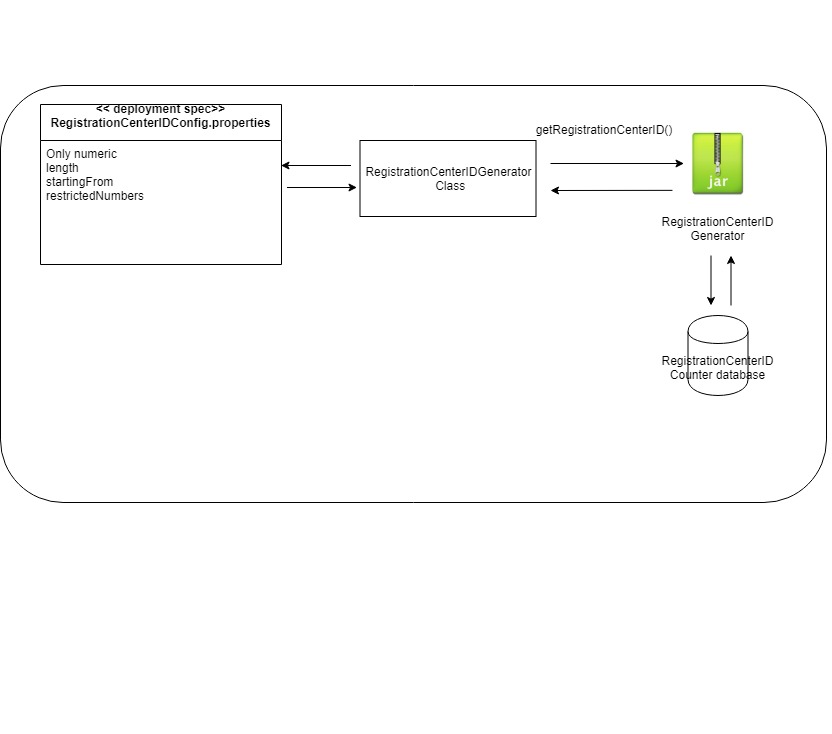 << deployment spec>>
RegistrationCenterIDConfig.properties
Only numeric
length
startingFrom
restrictedNumbers
RegistrationCenterIDGenerator
Class
getRegistrationCenterID()
jar
RegistrationCenterID
Generator
RegistrationCenterID
Counter database